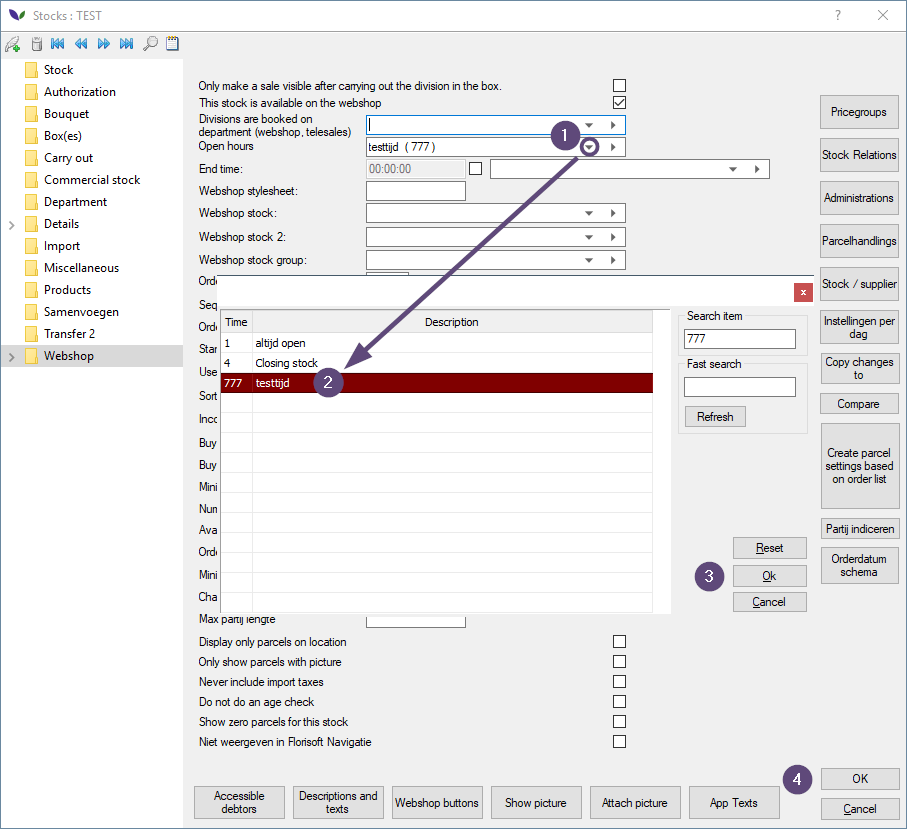 Stocks : TEST
?
Stock
Authorization
Bouquet
Box(es)
Carry out
Commercial stock
Department
Details
Import
Miscellaneous
Products
Samenvoegen
Transfer 2
Webshop
Only make a sale visible after carrying out the division in the box.
This stock is available on the webshop
Divisions are booked on
department (webshop, telesales)
1
Open hours
testtijd ( 777 )
End time:
00:00:00
Webshop stylesheet:
Webshop stock:
Webshop stock 2:
Webshop stock group:
Orde
Seq
Orde
Star
Use
Sort
Inco
Buy
Buy
Mini
Num
Ava
Orde
Mini
Cha
x
Time
Description
1
altijd open
4
Closing stock
777
testtijd
2
Search item
777
Fast search
Refresh
Reset
3
Ok
Cancel
Max partij lengte
Display only parcels on location
Only show parcels with picture
Never include import taxes
Do not do an age check
Show zero parcels for this stock
Niet weergeven in Florisoft Navigatie
Accessible
debtors
Descriptions and
texts
Webshop buttons
Show picture
Attach picture
App Texts
Pricegroups
Stock Relations
Administrations
Parcelhandlings
Stock / supplier
Instellingen per
dag
Copy changes
to
Compare
Create parcel
settings based
on order list
Partij indiceren
Orderdatum
schema
4
OK
Cancel